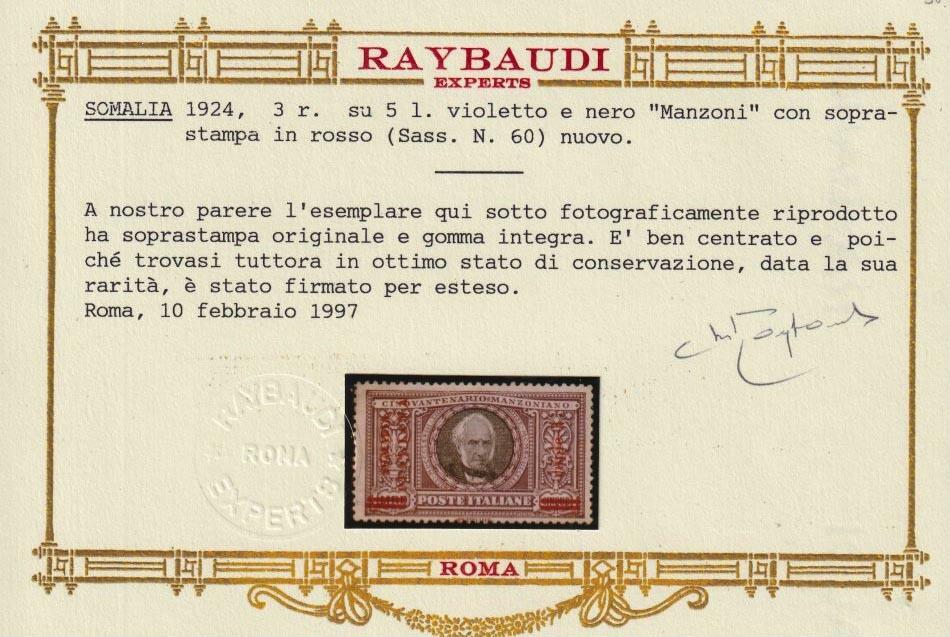 RAYBAUDI
EXPERTS
SOMALIA 1924, 3 r. su 5 l. violetto e nero "Manzoni" con sopra-
stampa in rosso (Sass. N. 60) nuovo.
A nostro parere l'esemplare qui sotto fotograficamente riprodotto
ha soprastampa originale e gomma integra. E' ben centrato e poi-
ché trovasi tuttora in ottimo stato di conservazione, data la sua
rarità, è stato firmato per esteso.
Roma, 10 febbraio 1997
RAYBAUDI
ROMA
EXPERTS
CINQVANTENARIO MANZONIANO
POSTE ITALIANE
ROMA